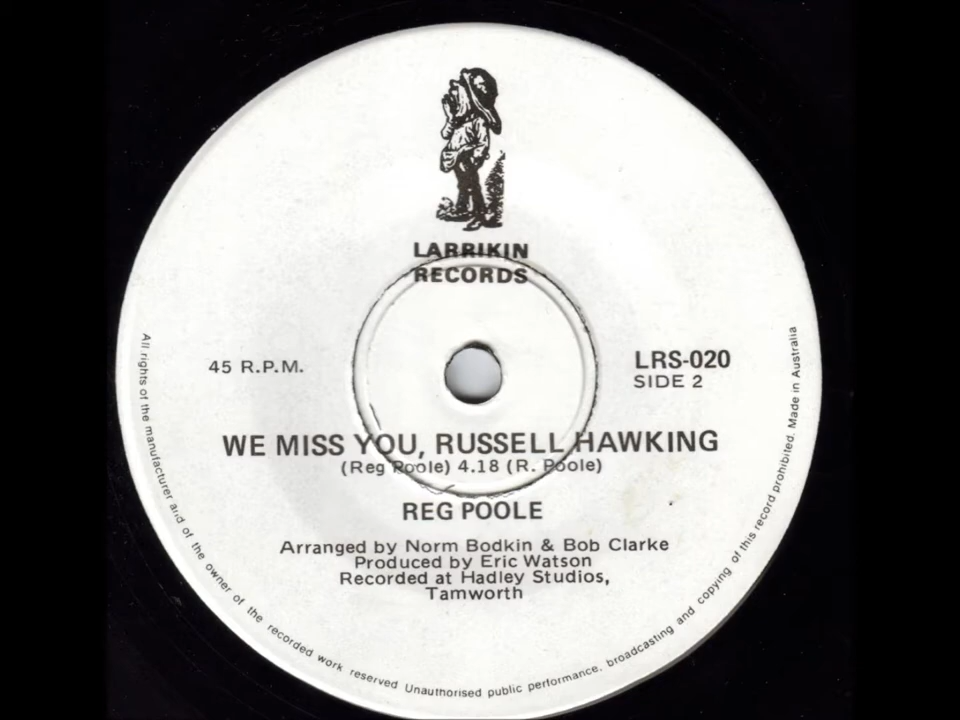 LARRIKIN
RECORDS
45 R.P.M.
LRS-020
SIDE 2
WE MISS YOU, RUSSELL HAWKING
(Reg Poole) 4.18 (R. Poole)
REG POOLE
Arranged by Norm Bodkin & Bob Clarke
Produced by Eric Watson
Recorded at Hadley Studios,
Tamworth
All rights of the manufacturer and of the owner of the recorded work reserved Unauthorised public performance, broadcasting and copying of this record prohibited. Made in Australia